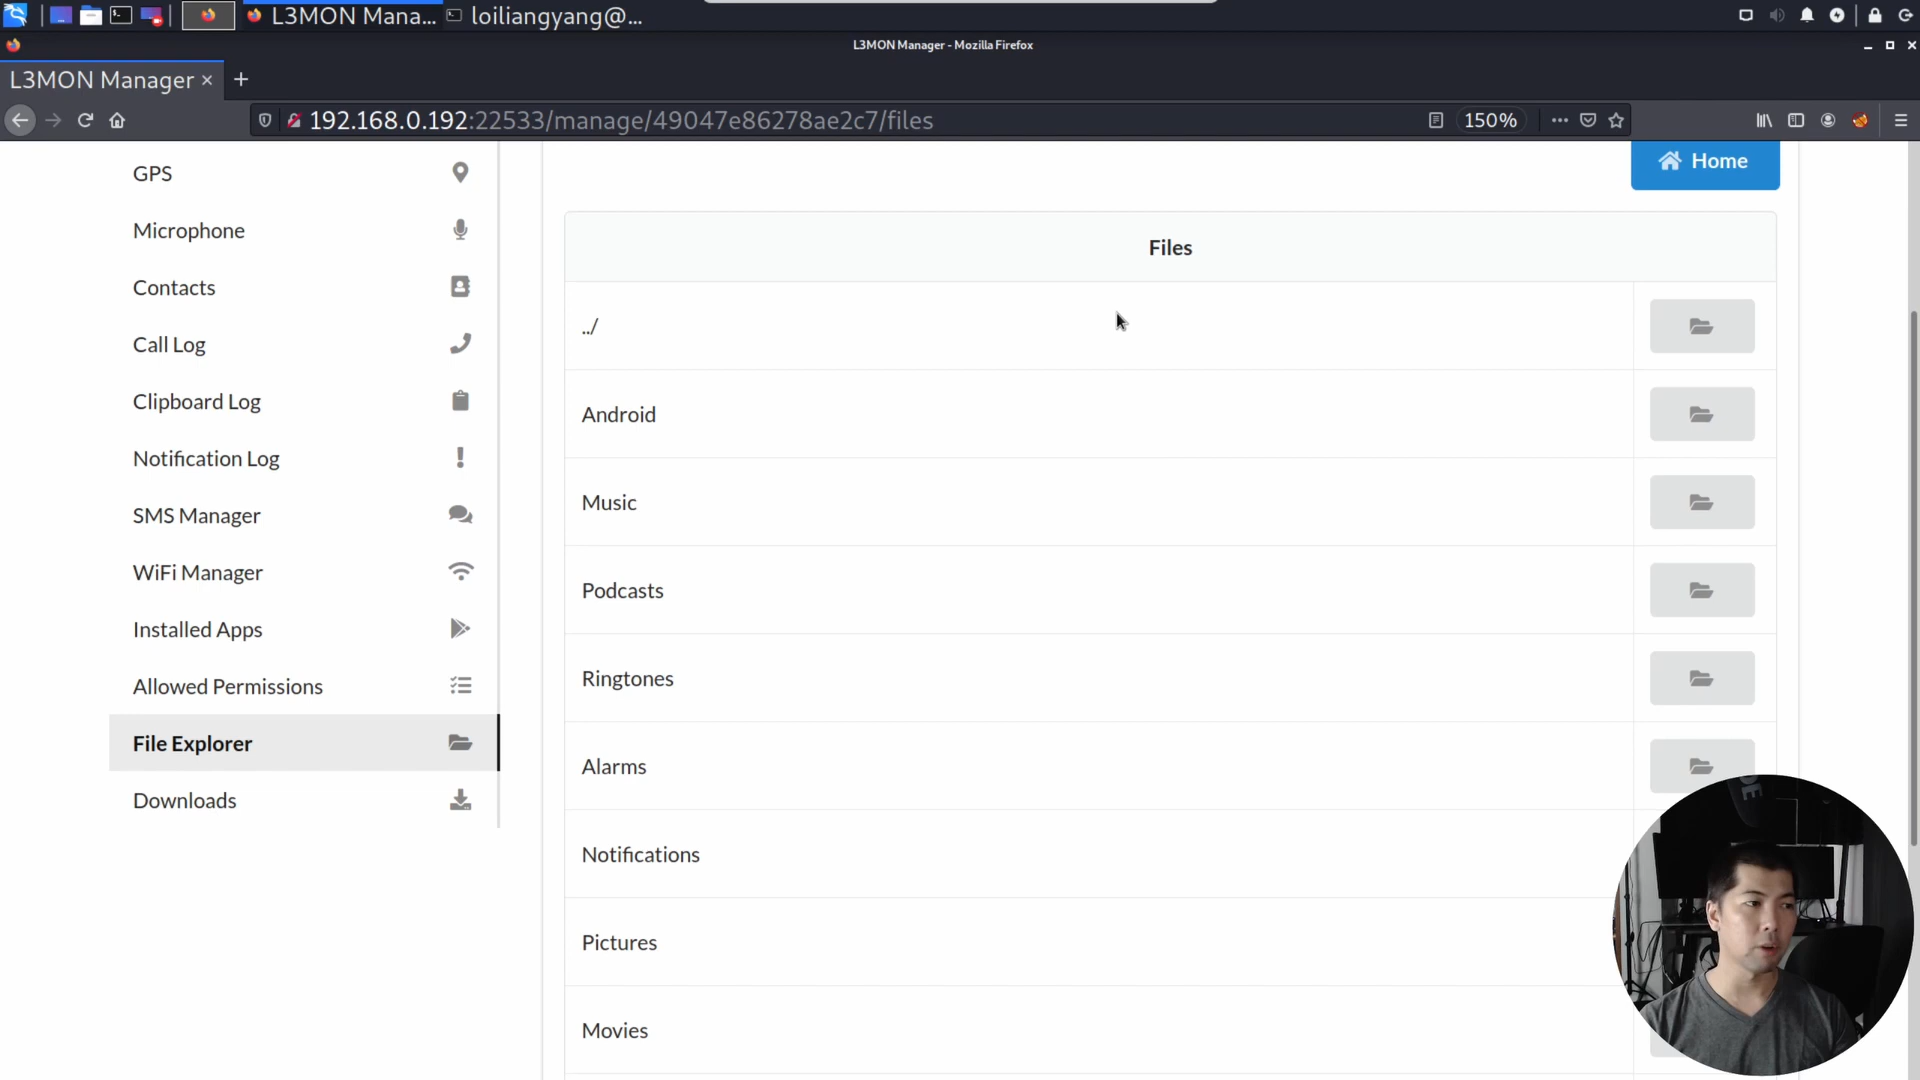 L3MON Mana...
loiliangyang@...
L3MON Manager - Mozilla Firefox
L3MON Manager
192.168.0.192:22533/manage/49047e86278ae2c7/files
150%
GPS
Microphone
Contacts
Call Log
Clipboard Log
Notification Log
SMS Manager
WiFi Manager
Installed Apps
Allowed Permissions
File Explorer
Downloads
Home
Files
../
Android
Music
Podcasts
Ringtones
Alarms
Notifications
Pictures
Movies